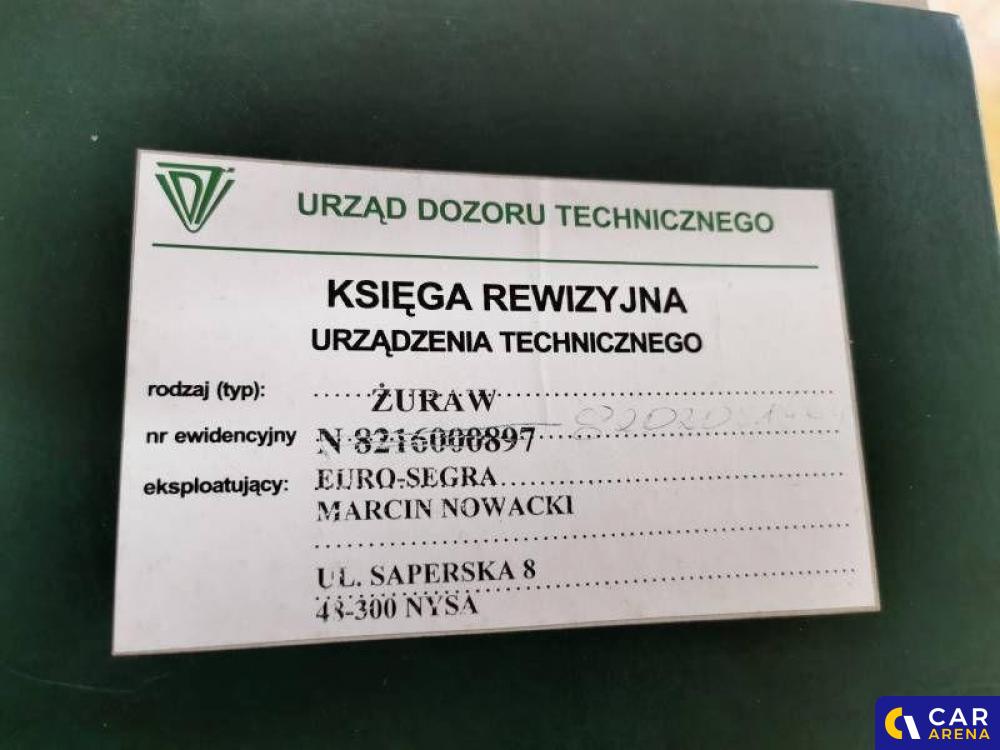 URZĄD DOZORU TECHNICZNEGO
KSIĘGA REWIZYJNA
URZĄDZENIA TECHNICZNEGO
rodzaj (typ): ŻURAW
nr ewidencyjny N 8216000897
eksploatujący: EURO-SEGRA
MARCIN NOWACKI
UL. SAPERSKA 8
48-300 NYSA
CAR
ARENA